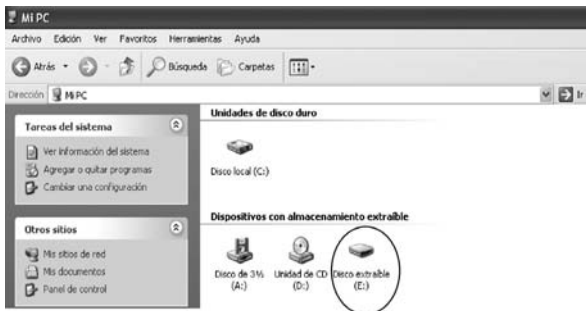 Mi PC
Archivo Edición Ver Favoritos Herramientas Ayuda
Atrás Búsqueda Carpetas
Dirección Mi PC Ir
Tareas del sistema
Ver información del sistema
Agregar o quitar programas
Cambiar una configuración
Otros sitios
Mis sitios de red
Mis documentos
Panel de control
Unidades de disco duro
Disco local (C:)
Dispositivos con almacenamiento extraíble
Disco de 3½ (A:)
Unidad de CD (D:)
Disco extraíble (E:)